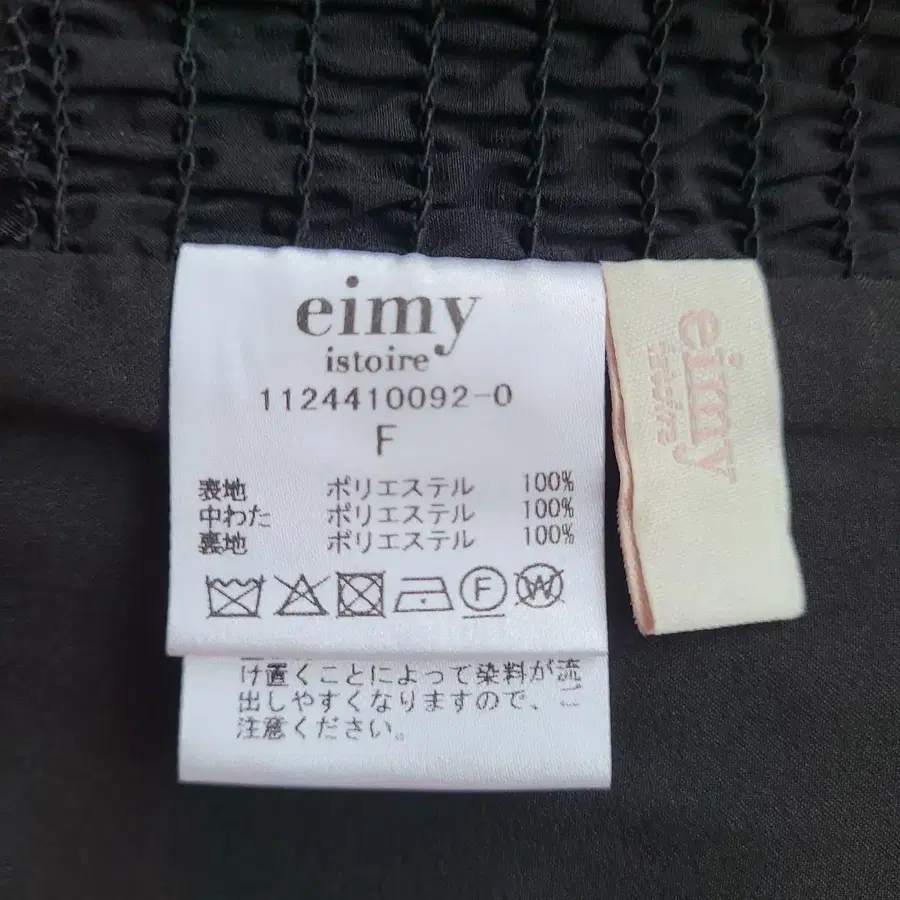 eimy
istoire
1124410092-0
F
表地 ポリエステル 100%
中わた ポリエステル 100%
裏地 ポリエステル 100%
F
W
け置くことによって染料が流
出しやすくなりますので、ご
注意ください。
eimy
istoire